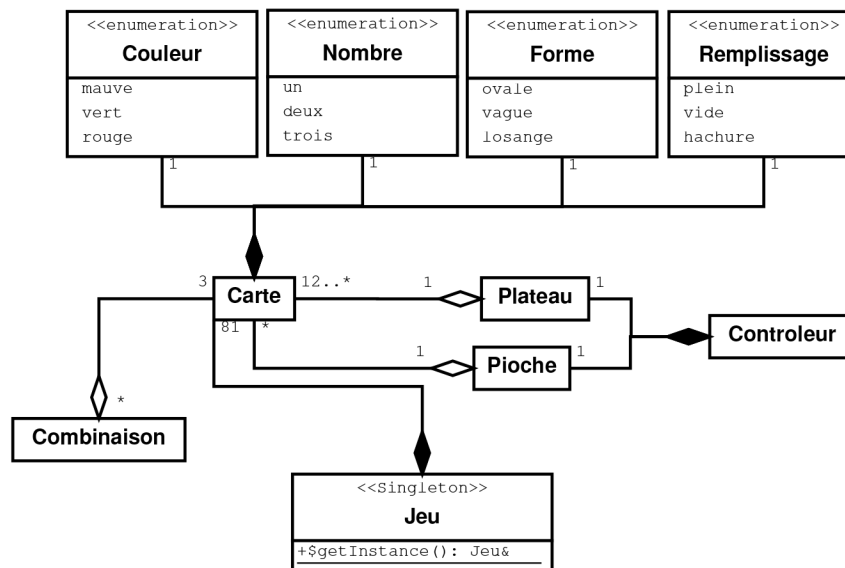 <<enumeration>>
Couleur
mauve
vert
rouge
1
<<enumeration>>
Nombre
un
deux
trois
1
<<enumeration>>
Forme
ovale
vague
losange
1
<<enumeration>>
Remplissage
plein
vide
hachure
1
3
Carte
12..*
1
Plateau
1
81
*
1
Pioche
1
Controleur
*
Combinaison
<<Singleton>>
Jeu
+$getInstance(): Jeu&